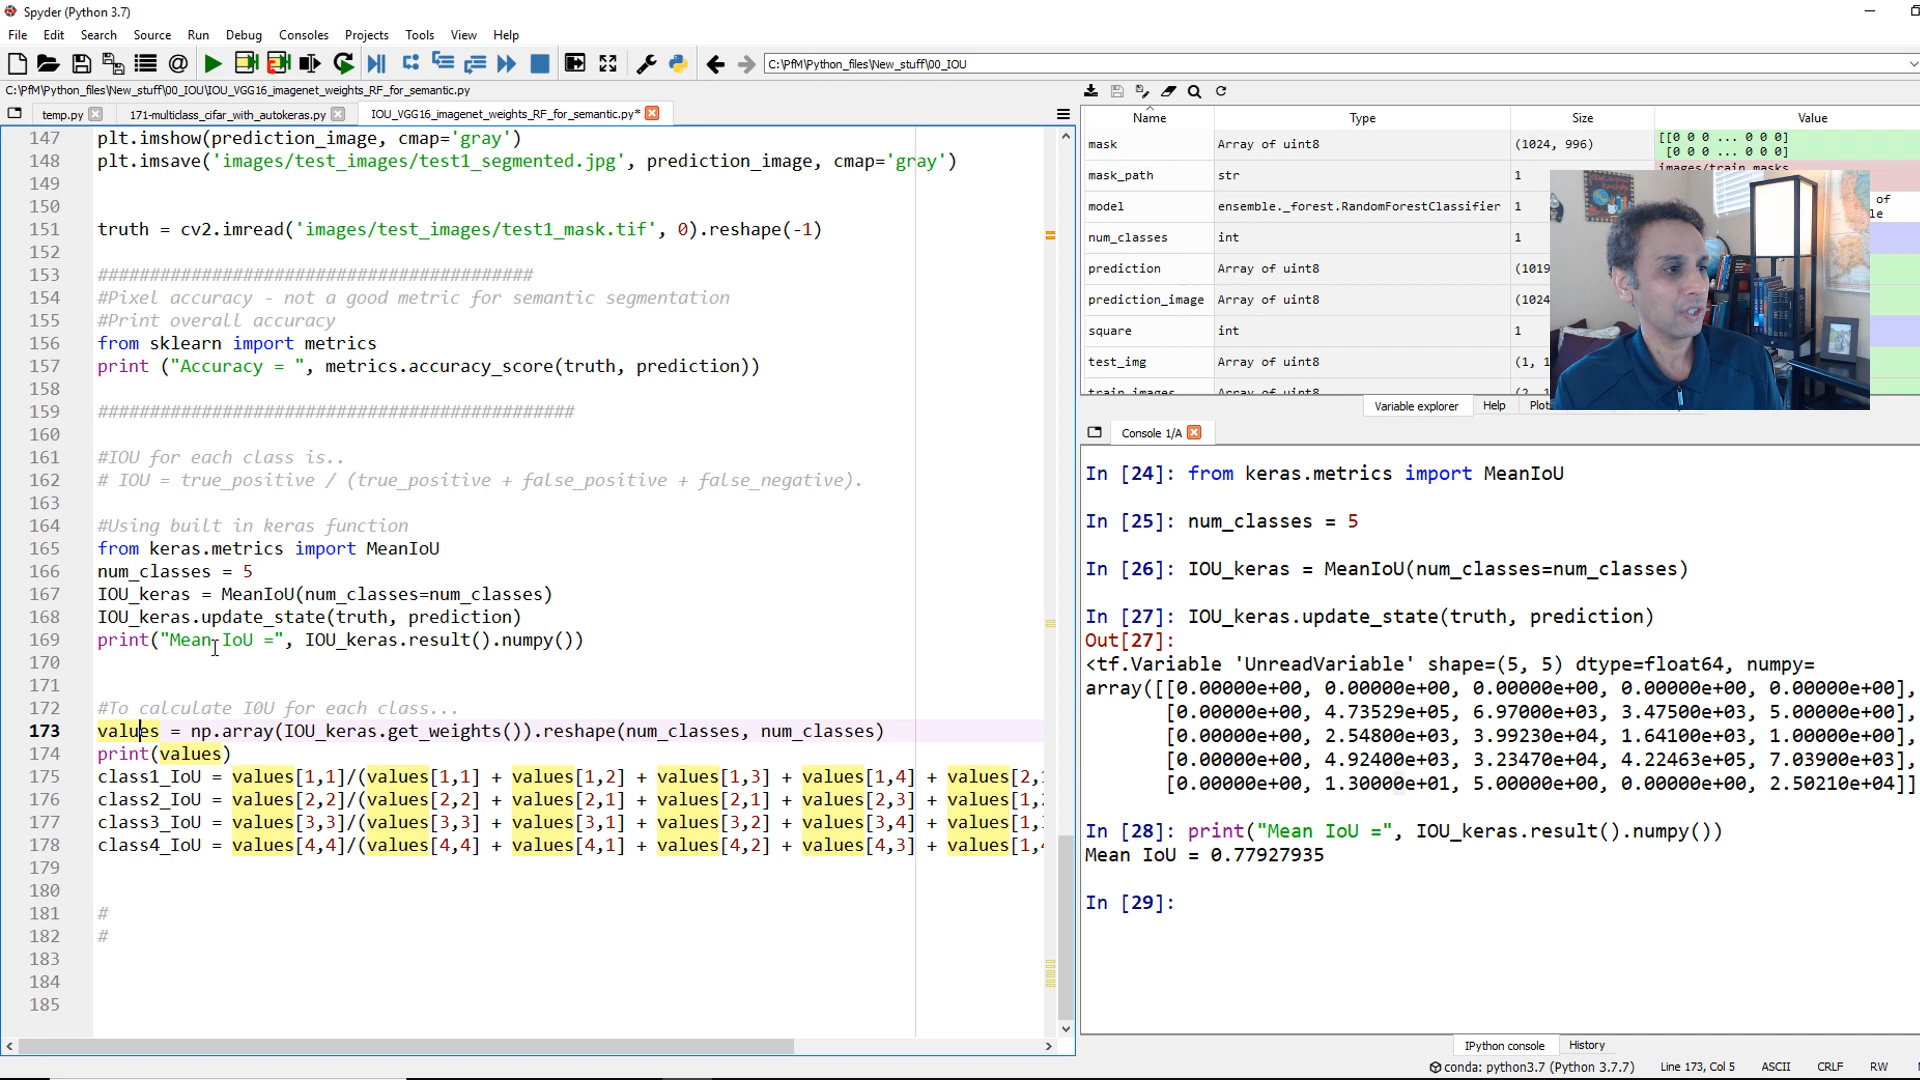 Spyder (Python 3.7)
File Edit Search Source Run Debug Consoles Projects Tools View Help
C:\PfM\Python_files\New_stuff\00_IOU
C:\PfM\Python_files\New_stuff\00_IOU\IOU_VGG16_imagenet_weights_RF_for_semantic.py
temp.py 171-multiclass_cifar_with_autokeras.py IOU_VGG16_imagenet_weights_RF_for_semantic.py*
147 plt.imshow(prediction_image, cmap='gray')
148 plt.imsave('images/test_images/test1_segmented.jpg', prediction_image, cmap='gray')
149
150
151 truth = cv2.imread('images/test_images/test1_mask.tif', 0).reshape(-1)
152
153 ##########################################
154 #Pixel accuracy - not a good metric for semantic segmentation
155 #Print overall accuracy
156 from sklearn import metrics
157 print ("Accuracy = ", metrics.accuracy_score(truth, prediction))
158
159 ##############################################
160
161 #IOU for each class is..
162 # IOU = true_positive / (true_positive + false_positive + false_negative).
163
164 #Using built in keras function
165 from keras.metrics import MeanIoU
166 num_classes = 5
167 IOU_keras = MeanIoU(num_classes=num_classes)
168 IOU_keras.update_state(truth, prediction)
169 print("Mean IoU =", IOU_keras.result().numpy())
170
171
172 #To calculate I0U for each class...
173 values = np.array(IOU_keras.get_weights()).reshape(num_classes, num_classes)
174 print(values)
175 class1_IoU = values[1,1]/(values[1,1] + values[1,2] + values[1,3] + values[1,4] + values[2,1
176 class2_IoU = values[2,2]/(values[2,2] + values[2,1] + values[2,1] + values[2,3] + values[1,2
177 class3_IoU = values[3,3]/(values[3,3] + values[3,1] + values[3,2] + values[3,4] + values[1,3
178 class4_IoU = values[4,4]/(values[4,4] + values[4,1] + values[4,2] + values[4,3] + values[1,4
179
180
181 #
182 #
183
184
185
Name Type Size Value
mask Array of uint8 (1024, 996) [[0 0 0 ... 0 0 0]
[0 0 0 ... 0 0 0]
mask_path str 1 images/train_masks
model ensemble._forest.RandomForestClassifier 1 of
le
num_classes int 1
prediction Array of uint8 (1019
prediction_image Array of uint8 (1024
square int 1
test_img Array of uint8 (1, 1
train_images Array of uint8 (2, 1
Variable explorer Help Plot
Console 1/A
In [24]: from keras.metrics import MeanIoU
In [25]: num_classes = 5
In [26]: IOU_keras = MeanIoU(num_classes=num_classes)
In [27]: IOU_keras.update_state(truth, prediction)
Out[27]:
<tf.Variable 'UnreadVariable' shape=(5, 5) dtype=float64, numpy=
array([[0.00000e+00, 0.00000e+00, 0.00000e+00, 0.00000e+00, 0.00000e+00],
[0.00000e+00, 4.73529e+05, 6.97000e+03, 3.47500e+03, 5.00000e+00],
[0.00000e+00, 2.54800e+03, 3.99230e+04, 1.64100e+03, 1.00000e+00],
[0.00000e+00, 4.92400e+03, 3.23470e+04, 4.22463e+05, 7.03900e+03],
[0.00000e+00, 1.30000e+01, 5.00000e+00, 0.00000e+00, 2.50210e+04]]
In [28]: print("Mean IoU =", IOU_keras.result().numpy())
Mean IoU = 0.77927935
In [29]:
IPython console History
conda: python3.7 (Python 3.7.7) Line 173, Col 5 ASCII CRLF RW